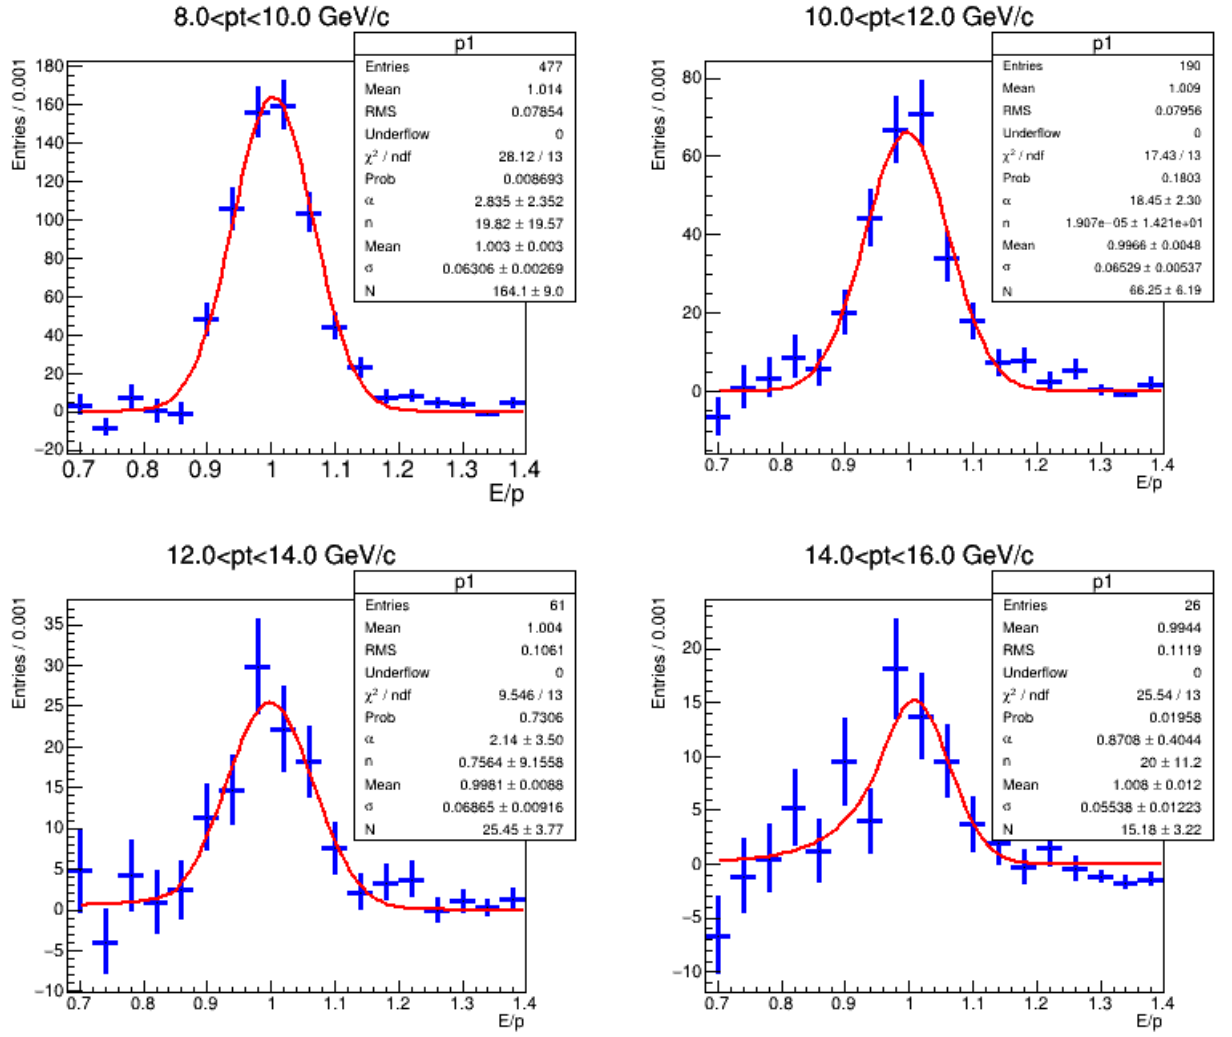 8.0<pt<10.0 GeV/c
Entries / 0.001
180
160
140
120
100
80
60
40
20
0
−20
0.7 0.8 0.9 1 1.1 1.2 1.3 1.4
E/p
p1
Entries 477
Mean 1.014
RMS 0.07854
Underflow 0
χ² / ndf 28.12 / 13
Prob 0.008693
α 2.835 ± 2.352
n 19.82 ± 19.57
Mean 1.003 ± 0.003
σ 0.06306 ± 0.00269
N 164.1 ± 9.0
10.0<pt<12.0 GeV/c
Entries / 0.001
80
60
40
20
0
0.7 0.8 0.9 1 1.1 1.2 1.3 1.4
E/p
p1
Entries 190
Mean 1.009
RMS 0.07956
Underflow 0
χ² / ndf 17.43 / 13
Prob 0.1803
α 18.45 ± 2.30
n 1.907e−05 ± 1.421e+01
Mean 0.9966 ± 0.0048
σ 0.06529 ± 0.00537
N 66.25 ± 6.19
12.0<pt<14.0 GeV/c
Entries / 0.001
35
30
25
20
15
10
5
0
−5
−10
0.7 0.8 0.9 1 1.1 1.2 1.3 1.4
E/p
p1
Entries 61
Mean 1.004
RMS 0.1061
Underflow 0
χ² / ndf 9.546 / 13
Prob 0.7306
α 2.14 ± 3.50
n 0.7564 ± 9.1558
Mean 0.9981 ± 0.0088
σ 0.06865 ± 0.00916
N 25.45 ± 3.77
14.0<pt<16.0 GeV/c
Entries / 0.001
20
15
10
5
0
−5
−10
0.7 0.8 0.9 1 1.1 1.2 1.3 1.4
E/p
p1
Entries 26
Mean 0.9944
RMS 0.1119
Underflow 0
χ² / ndf 25.54 / 13
Prob 0.01958
α 0.8708 ± 0.4044
n 20 ± 11.2
Mean 1.008 ± 0.012
σ 0.05538 ± 0.01223
N 15.18 ± 3.22